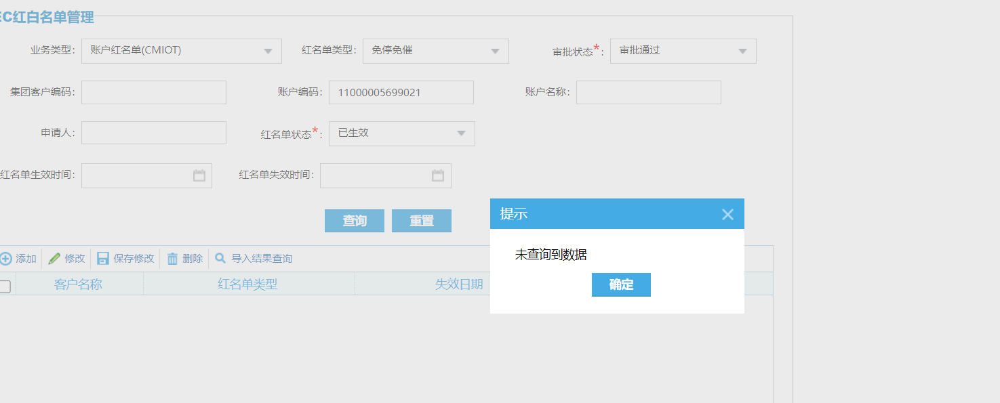 EC红白名单管理
业务类型: 账户红名单(CMIOT) 红名单类型: 免停免催 审批状态*: 审批通过
集团客户编码: 账户编码: 11000005699021 账户名称:
申请人: 红名单状态*: 已生效
红名单生效时间: 红名单失效时间:
查询 重置
提示
未查询到数据
确定
添加 修改 保存修改 删除 导入结果查询
客户名称 红名单类型 失效日期